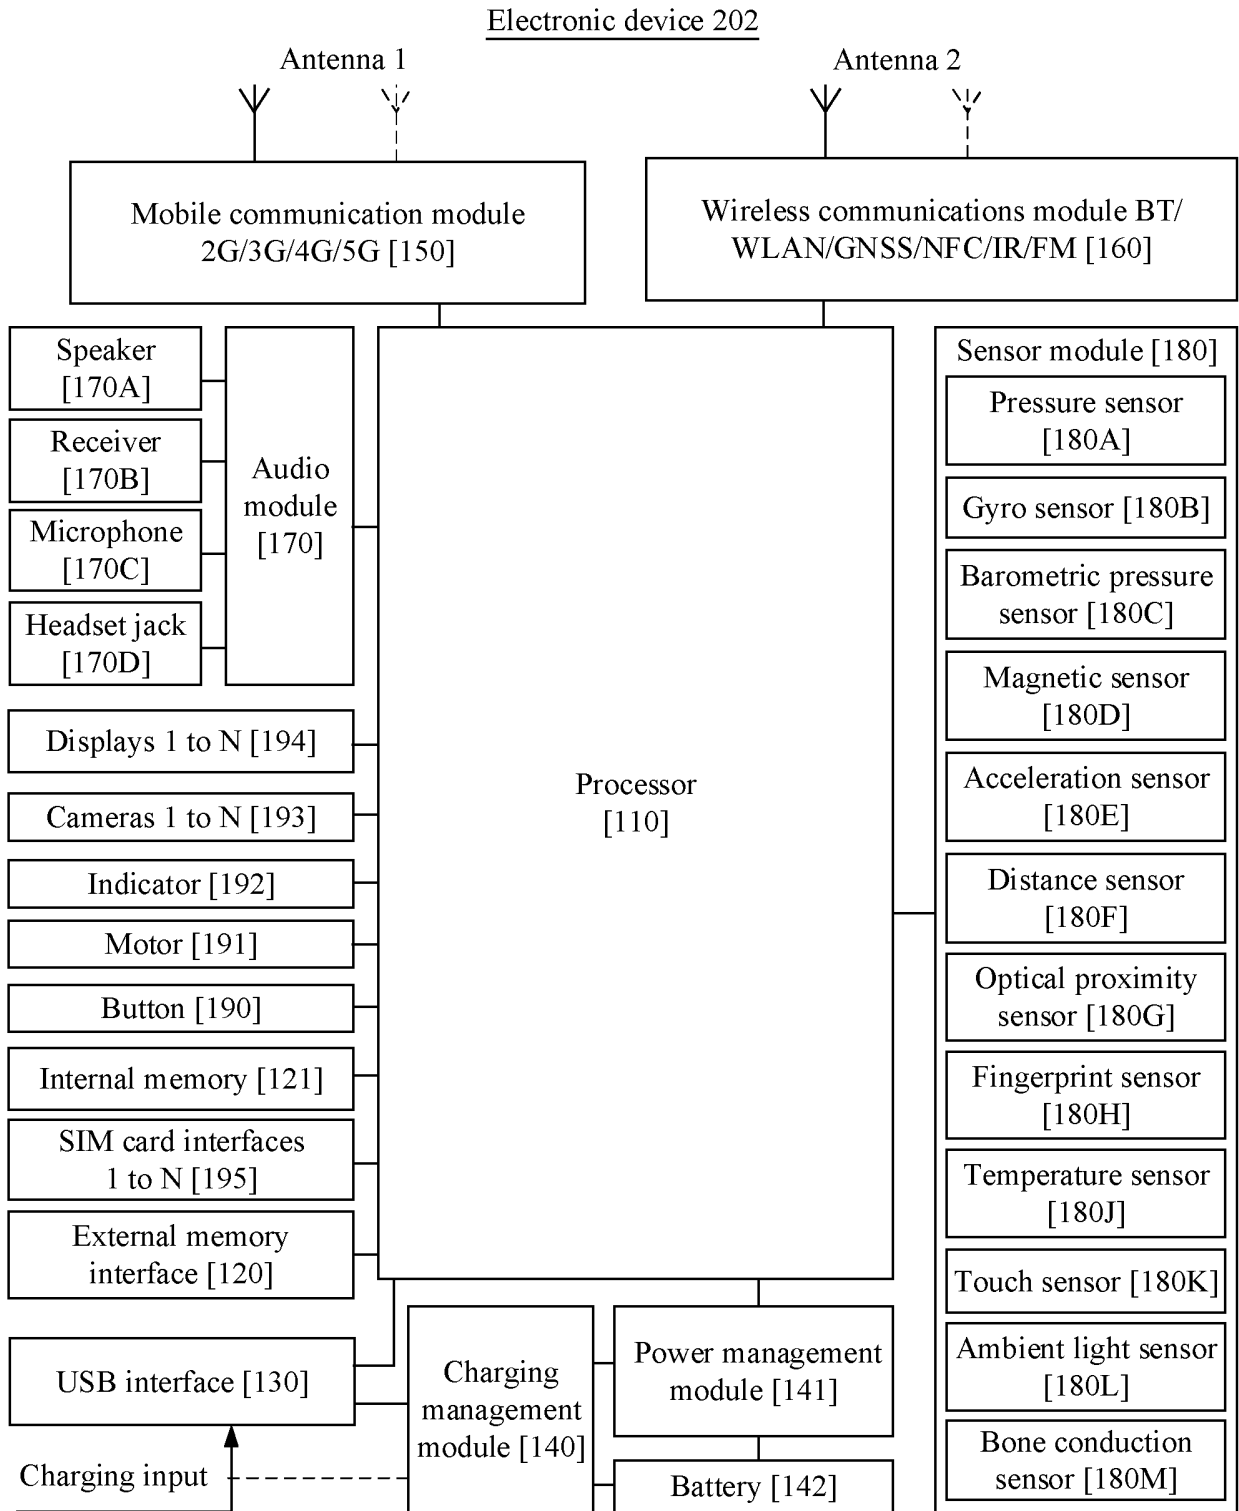 Electronic device 202
Antenna 1
Antenna 2
Mobile communication module
2G/3G/4G/5G [150]
Wireless communications module BT/
WLAN/GNSS/NFC/IR/FM [160]
Speaker
[170A]
Receiver
[170B]
Microphone
[170C]
Headset jack
[170D]
Audio
module
[170]
Displays 1 to N [194]
Cameras 1 to N [193]
Indicator [192]
Motor [191]
Button [190]
Internal memory [121]
SIM card interfaces
1 to N [195]
External memory
interface [120]
USB interface [130]
Charging input
Processor
[110]
Charging
management
module [140]
Power management
module [141]
Battery [142]
Sensor module [180]
Pressure sensor
[180A]
Gyro sensor [180B]
Barometric pressure
sensor [180C]
Magnetic sensor
[180D]
Acceleration sensor
[180E]
Distance sensor
[180F]
Optical proximity
sensor [180G]
Fingerprint sensor
[180H]
Temperature sensor
[180J]
Touch sensor [180K]
Ambient light sensor
[180L]
Bone conduction
sensor [180M]